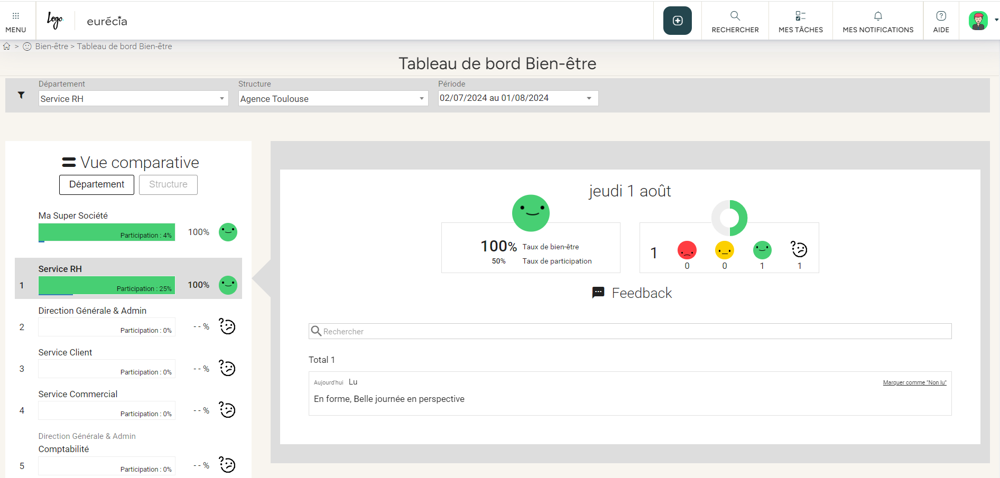 MENU
Logo
eurécia
RECHERCHER
MES TÂCHES
MES NOTIFICATIONS
AIDE
> Bien-être > Tableau de bord Bien-être
Tableau de bord Bien-être
Département
Structure
Période
Service RH
Agence Toulouse
02/07/2024 au 01/08/2024
Vue comparative
Département
Structure
Ma Super Société
Participation : 4%
100%
Service RH
1
Participation : 25%
100%
Direction Générale & Admin
2
Participation : 0%
- - %
Service Client
3
Participation : 0%
- - %
Service Commercial
4
Participation : 0%
- - %
Direction Générale & Admin
Comptabilité
5
Participation : 0%
- - %
jeudi 1 août
100% Taux de bien-être
50% Taux de participation
1
0
0
1
1
Feedback
Rechercher
Total 1
Aujourd'hui Lu
Marquer comme "Non lu"
En forme, Belle journée en perspective